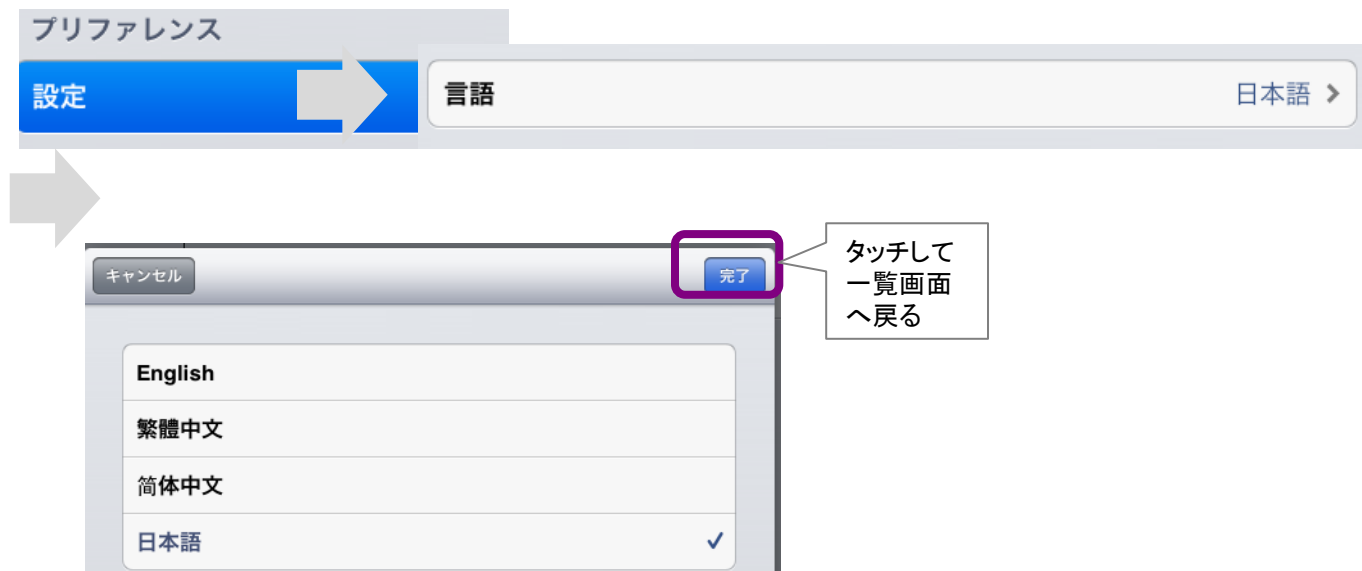 プリファレンス
設定
言語
日本語
キャンセル
完了
タッチして
一覧画面
へ戻る
English
繁體中文
简体中文
日本語